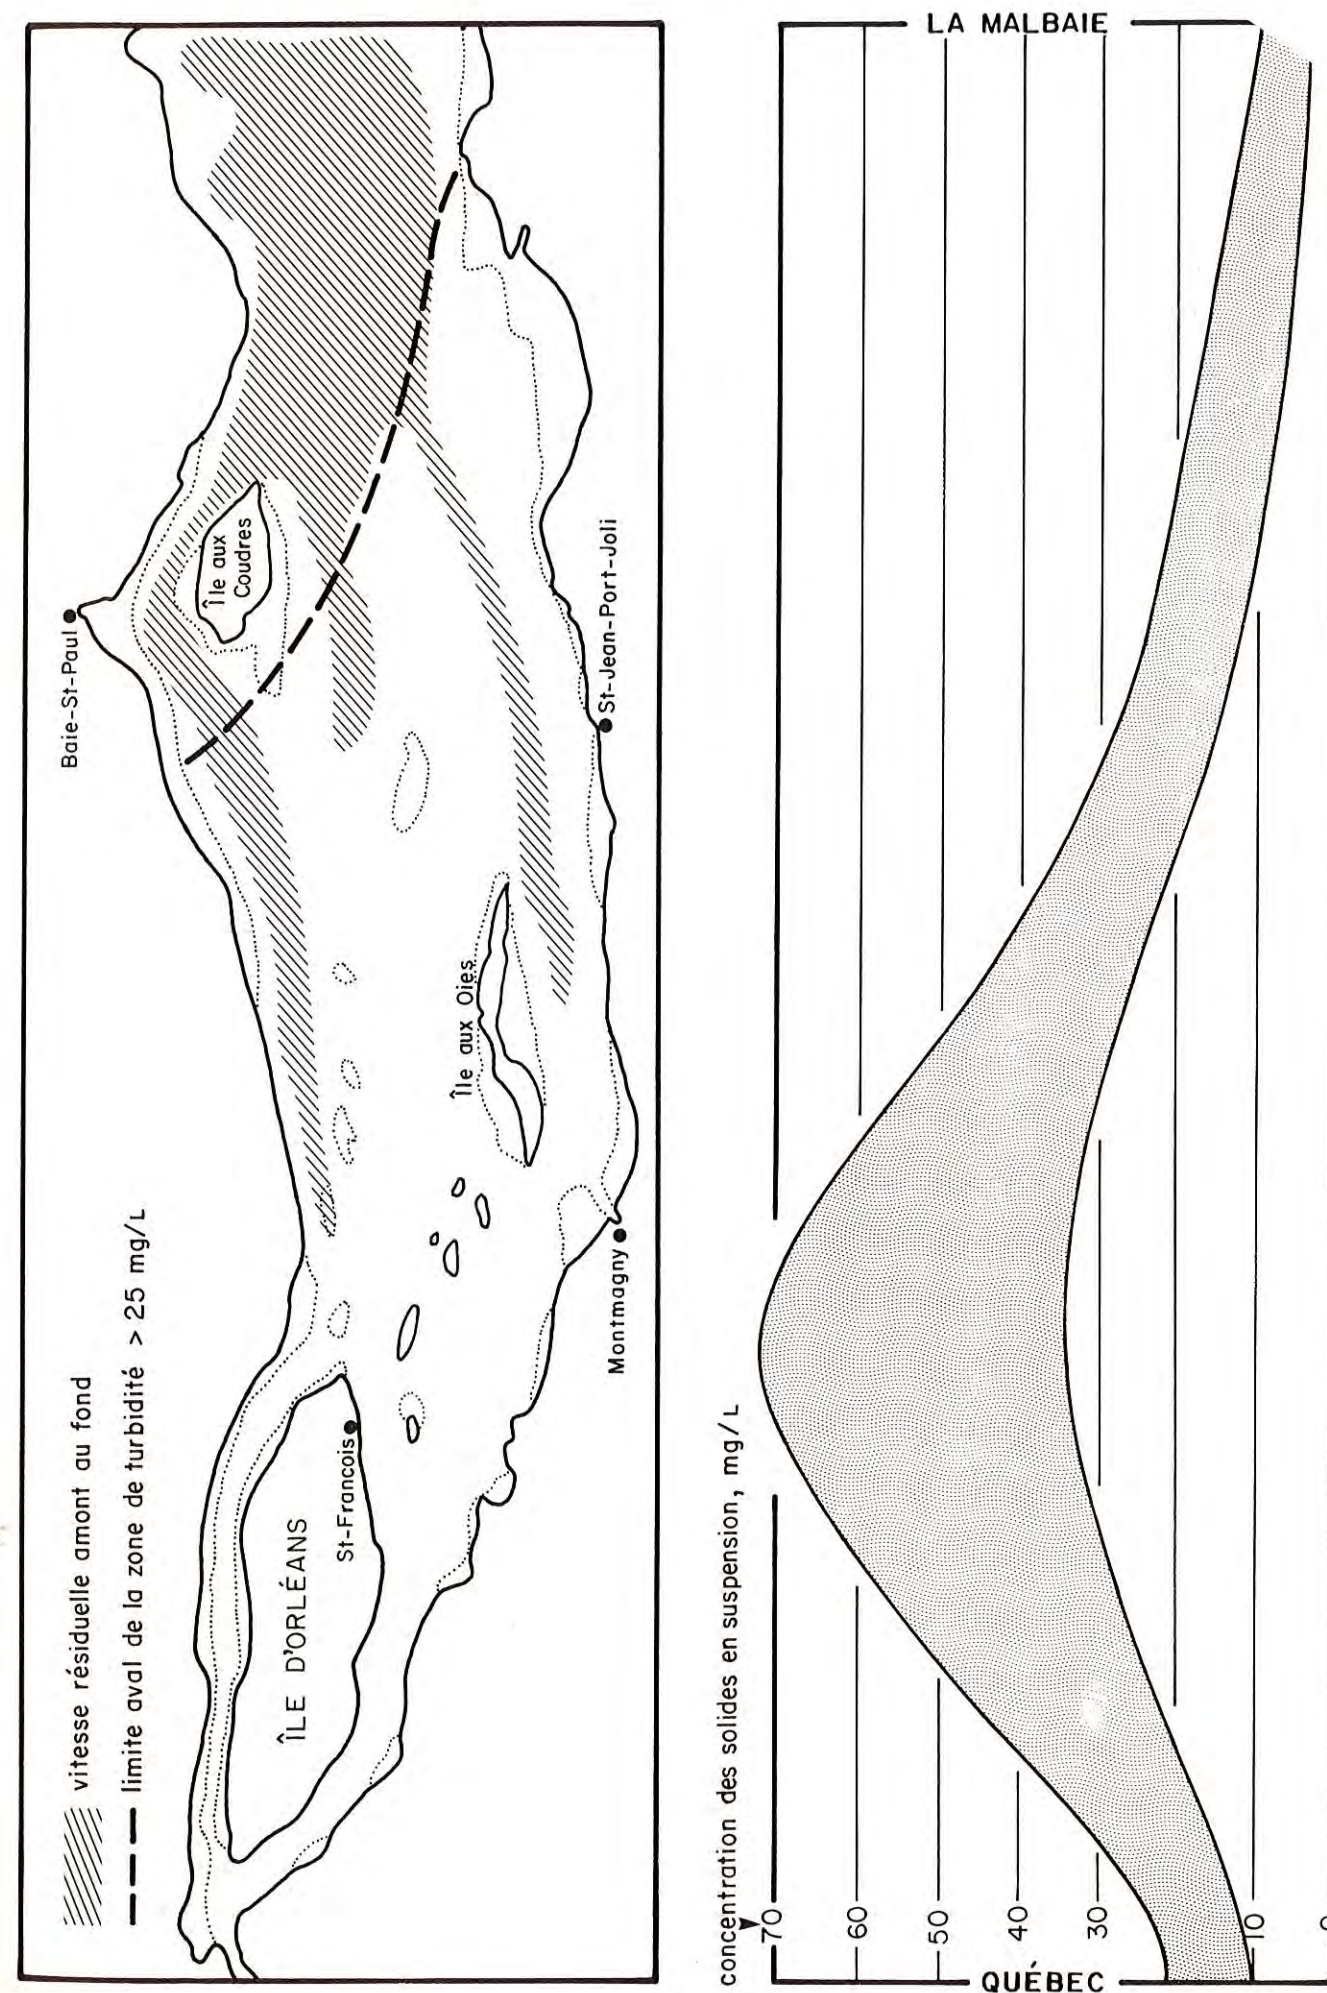 vitesse résiduelle amont au fond
limite aval de la zone de turbidité > 25 mg/L
Baie-St-Paul
Île aux
Coudres
St-Jean-Port-Joli
Île aux Oies
Montmagny
St-Francois
ÎLE D'ORLÉANS
concentration des solides en suspension, mg/L
70
60
50
40
30
10
0
QUÉBEC
LA MALBAIE